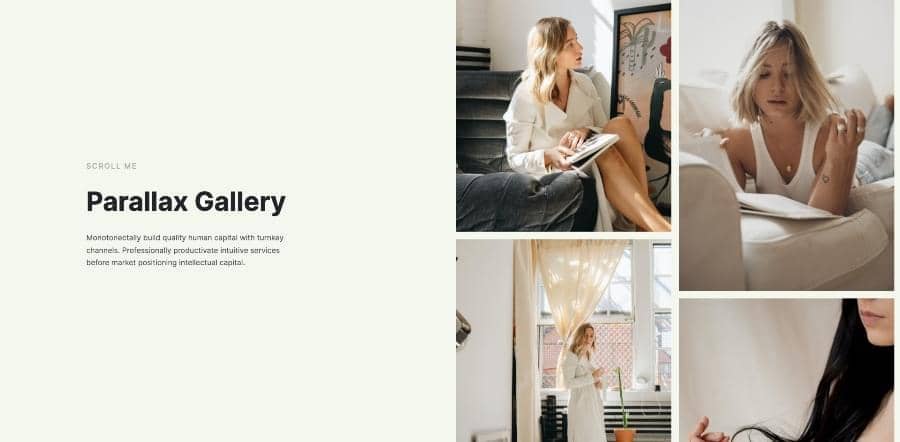 SCROLL ME
Parallax Gallery
Monotonectally build quality human capital with turnkey
channels. Professionally productivate intuitive services
before market positioning intellectual capital.